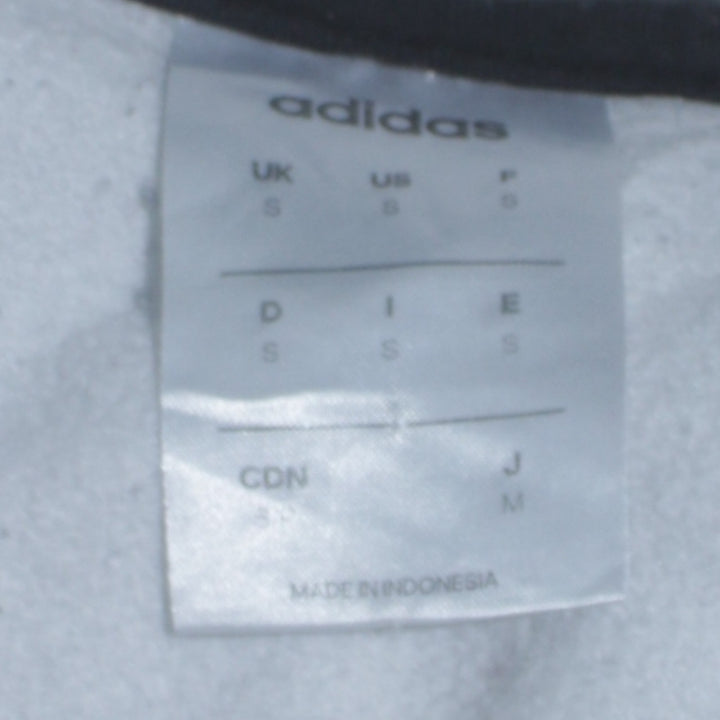 adidas
UK US F
S S S
D I E
S S S
CDN J
M
MADE IN INDONESIA